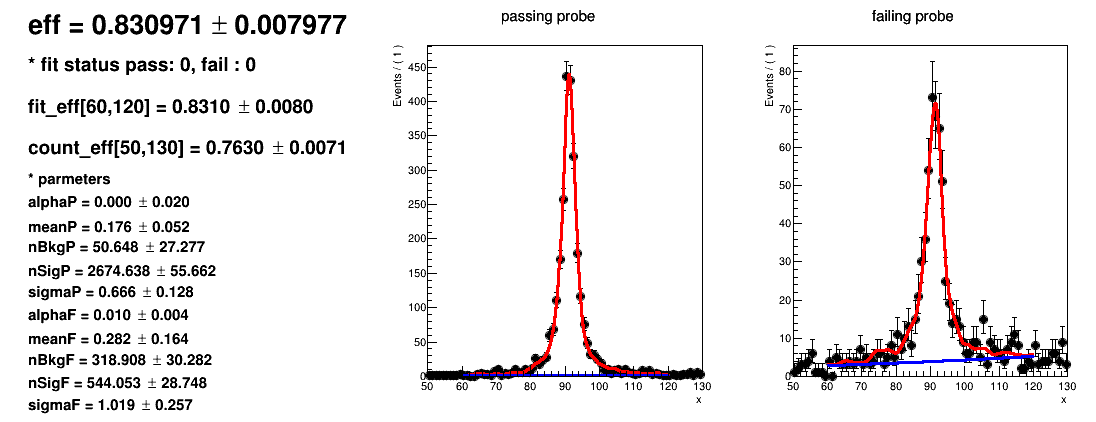 eff = 0.830971 ± 0.007977
* fit status pass: 0, fail : 0
fit_eff[60,120] = 0.8310 ± 0.0080
count_eff[50,130] = 0.7630 ± 0.0071
* parmeters
alphaP = 0.000 ± 0.020
meanP = 0.176 ± 0.052
nBkgP = 50.648 ± 27.277
nSigP = 2674.638 ± 55.662
sigmaP = 0.666 ± 0.128
alphaF = 0.010 ± 0.004
meanF = 0.282 ± 0.164
nBkgF = 318.908 ± 30.282
nSigF = 544.053 ± 28.748
sigmaF = 1.019 ± 0.257
passing probe
Events / ( 1 )
450
400
350
300
250
200
150
100
50
0
50 60 70 80 90 100 110 120 130
x
failing probe
Events / ( 1 )
80
70
60
50
40
30
20
10
0
50 60 70 80 90 100 110 120 130
x